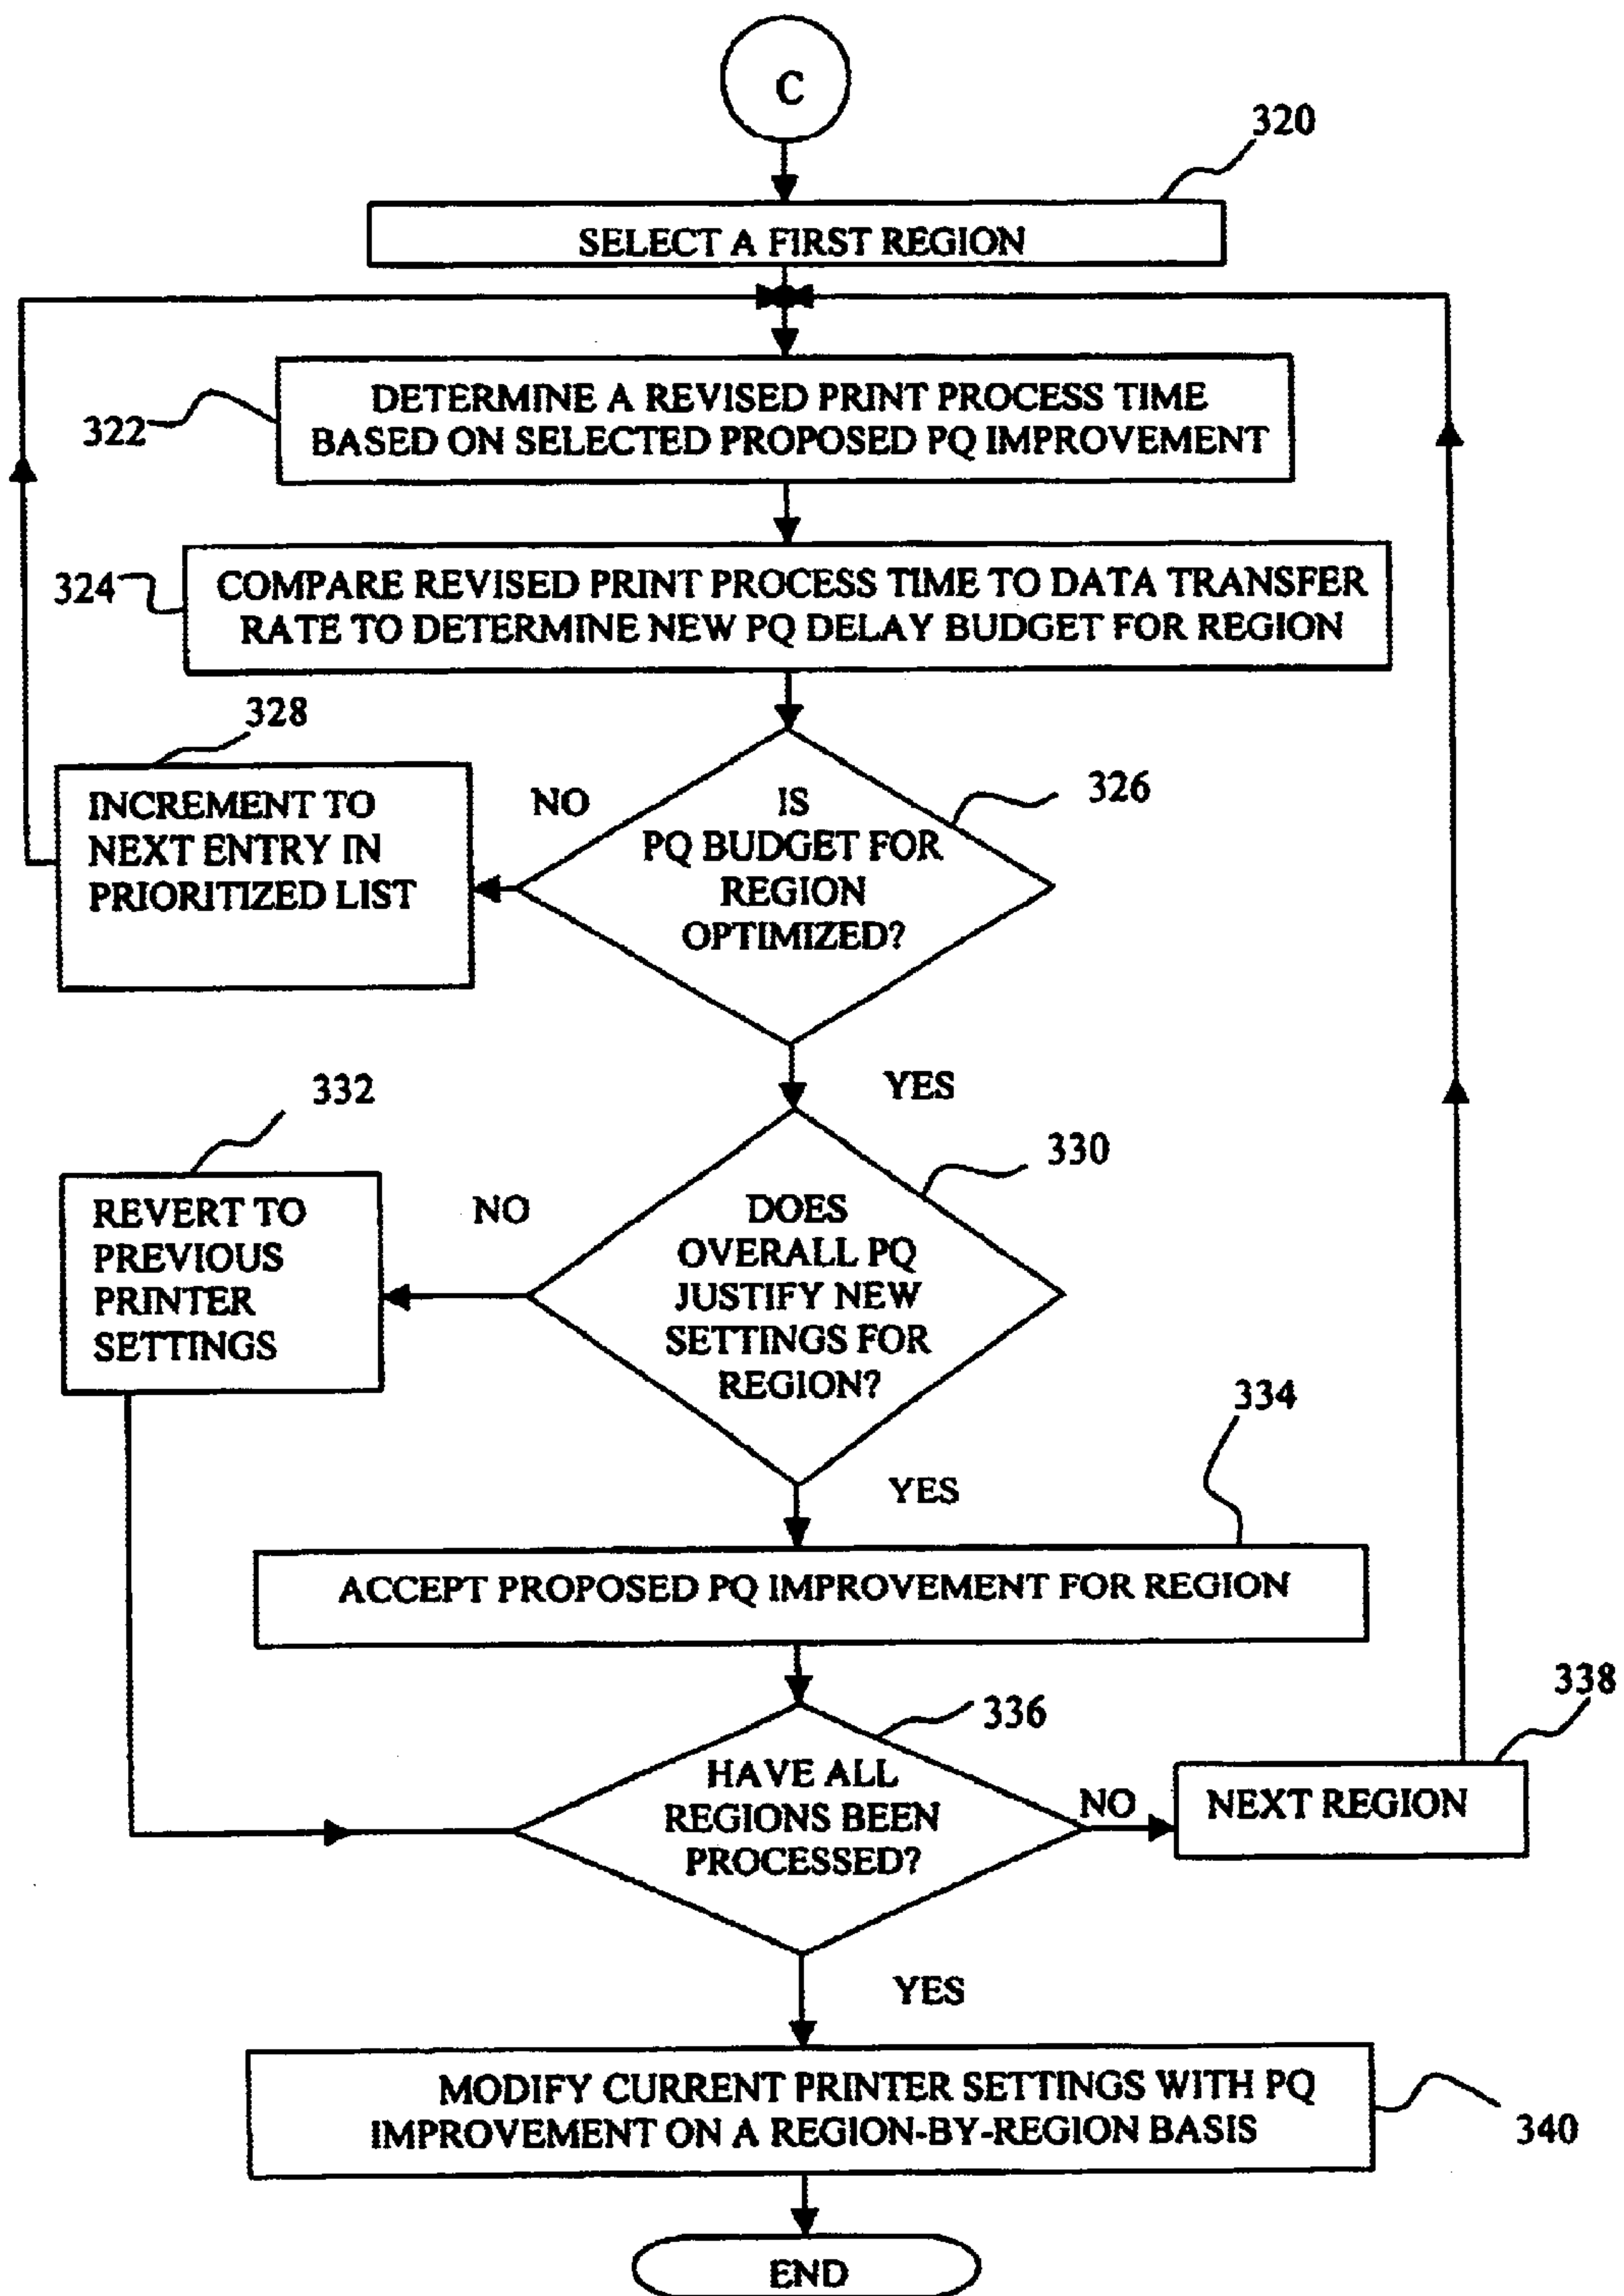 C
320
SELECT A FIRST REGION
322
DETERMINE A REVISED PRINT PROCESS TIME
BASED ON SELECTED PROPOSED PQ IMPROVEMENT
324
COMPARE REVISED PRINT PROCESS TIME TO DATA TRANSFER
RATE TO DETERMINE NEW PQ DELAY BUDGET FOR REGION
328
INCREMENT TO
NEXT ENTRY IN
PRIORITIZED LIST
NO
IS
PQ BUDGET FOR
REGION
OPTIMIZED?
326
YES
332
REVERT TO
PREVIOUS
PRINTER
SETTINGS
NO
DOES
OVERALL PQ
JUSTIFY NEW
SETTINGS FOR
REGION?
330
YES
334
ACCEPT PROPOSED PQ IMPROVEMENT FOR REGION
336
HAVE ALL
REGIONS BEEN
PROCESSED?
NO
338
NEXT REGION
YES
MODIFY CURRENT PRINTER SETTINGS WITH PQ
IMPROVEMENT ON A REGION-BY-REGION BASIS
340
END